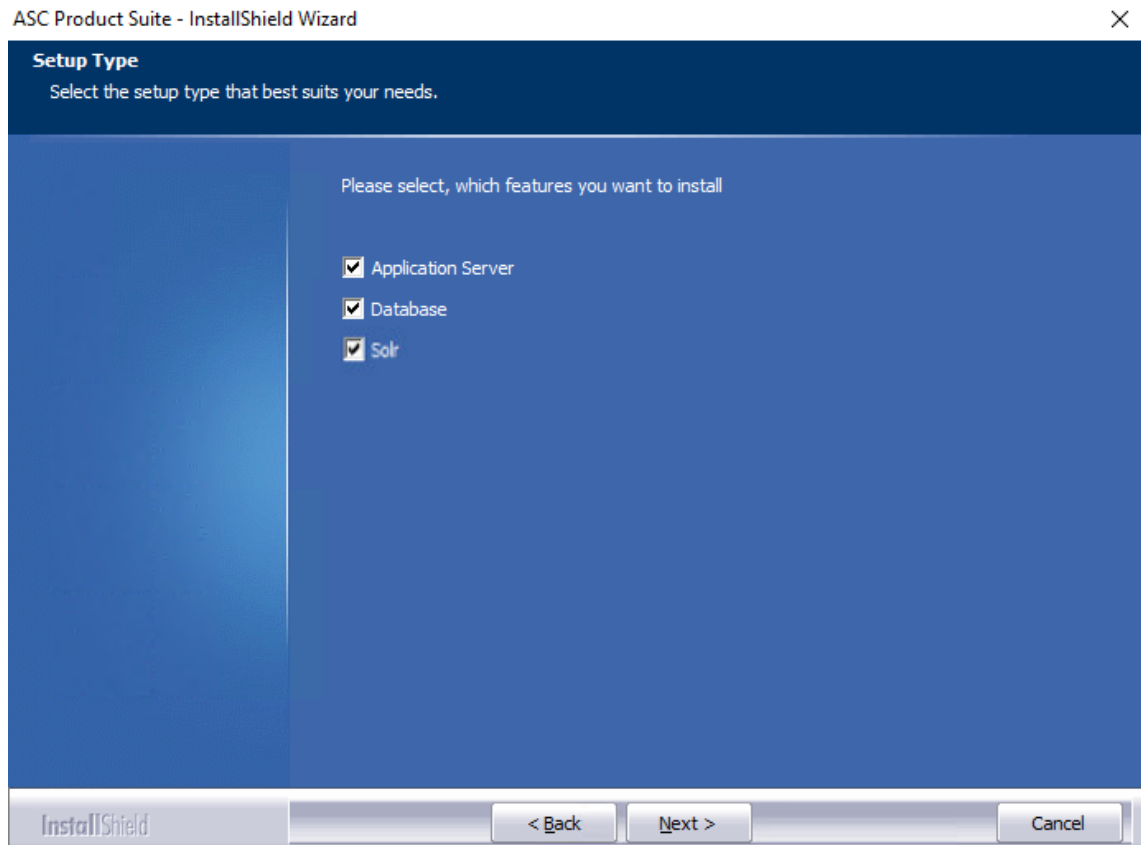 ASC Product Suite - InstallShield Wizard
Setup Type
Select the setup type that best suits your needs.
Please select, which features you want to install
Application Server
Database
Solr
InstallShield
< Back
Next >
Cancel